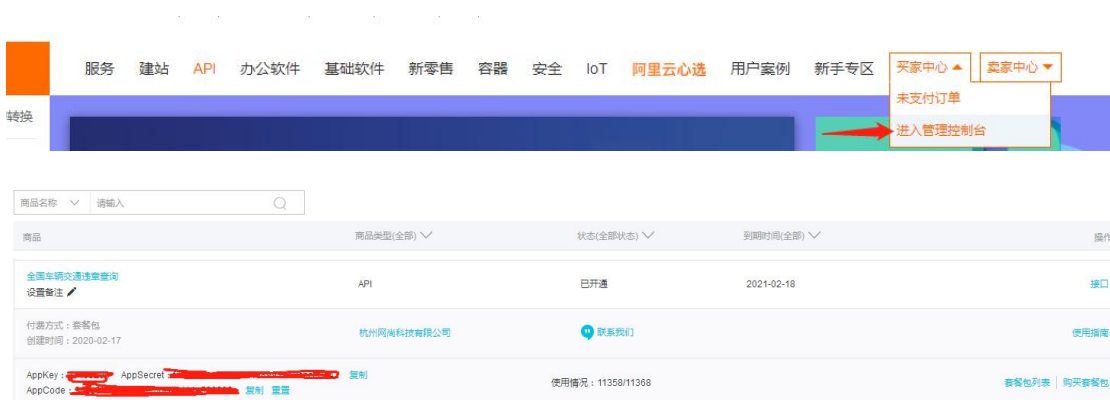 服务 建站 API 办公软件 基础软件 新零售 容器 安全 IoT 阿里云心选 用户案例 新手专区 买家中心 卖家中心
未支付订单
转换
进入管理控制台
商品名称 请输入
商品 商品类型(全部) 状态(全部状态) 到期时间(全部) 操作
全国车辆交通违章查询
设置备注 API 已开通 2021-02-18 接口
付费方式：套餐包
创建时间：2020-02-17 杭州网尚科技有限公司 联系我们 使用指南
AppKey： AppSecret： 复制
AppCode： 复制 重置 使用情况：11358/11368 套餐包列表 购买套餐包